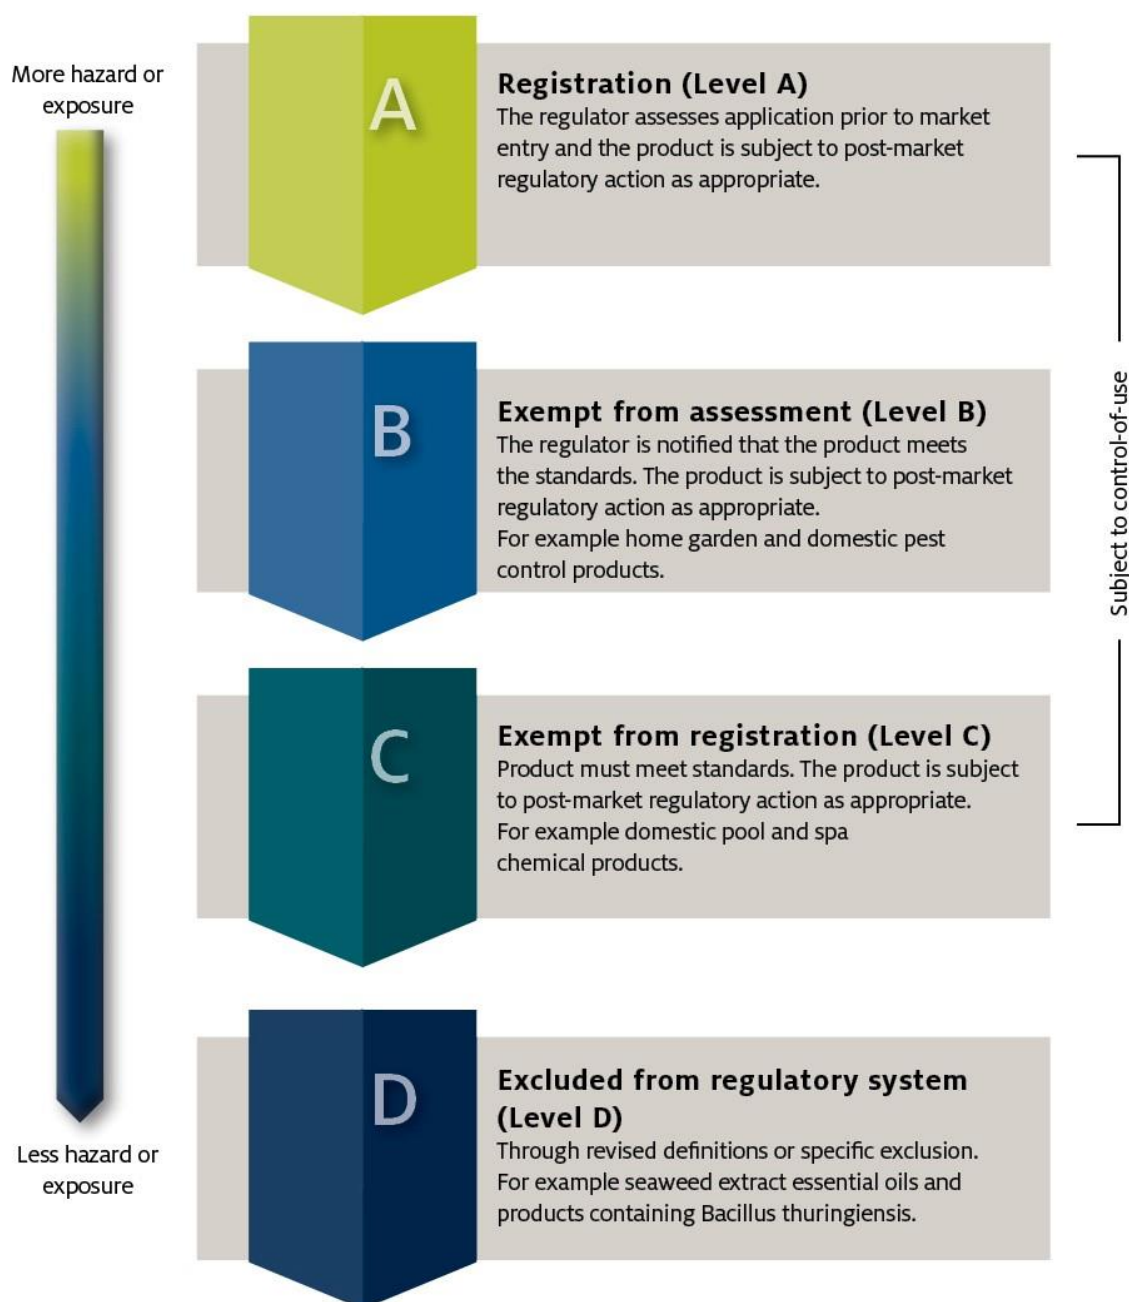 More hazard or
exposure
A
Registration (Level A)
The regulator assesses application prior to market
entry and the product is subject to post-market
regulatory action as appropriate.
B
Exempt from assessment (Level B)
The regulator is notified that the product meets
the standards. The product is subject to post-market
regulatory action as appropriate.
For example home garden and domestic pest
control products.
Subject to control-of-use
C
Exempt from registration (Level C)
Product must meet standards. The product is subject
to post-market regulatory action as appropriate.
For example domestic pool and spa
chemical products.
D
Excluded from regulatory system
(Level D)
Through revised definitions or specific exclusion.
For example seaweed extract essential oils and
products containing Bacillus thuringiensis.
Less hazard or
exposure